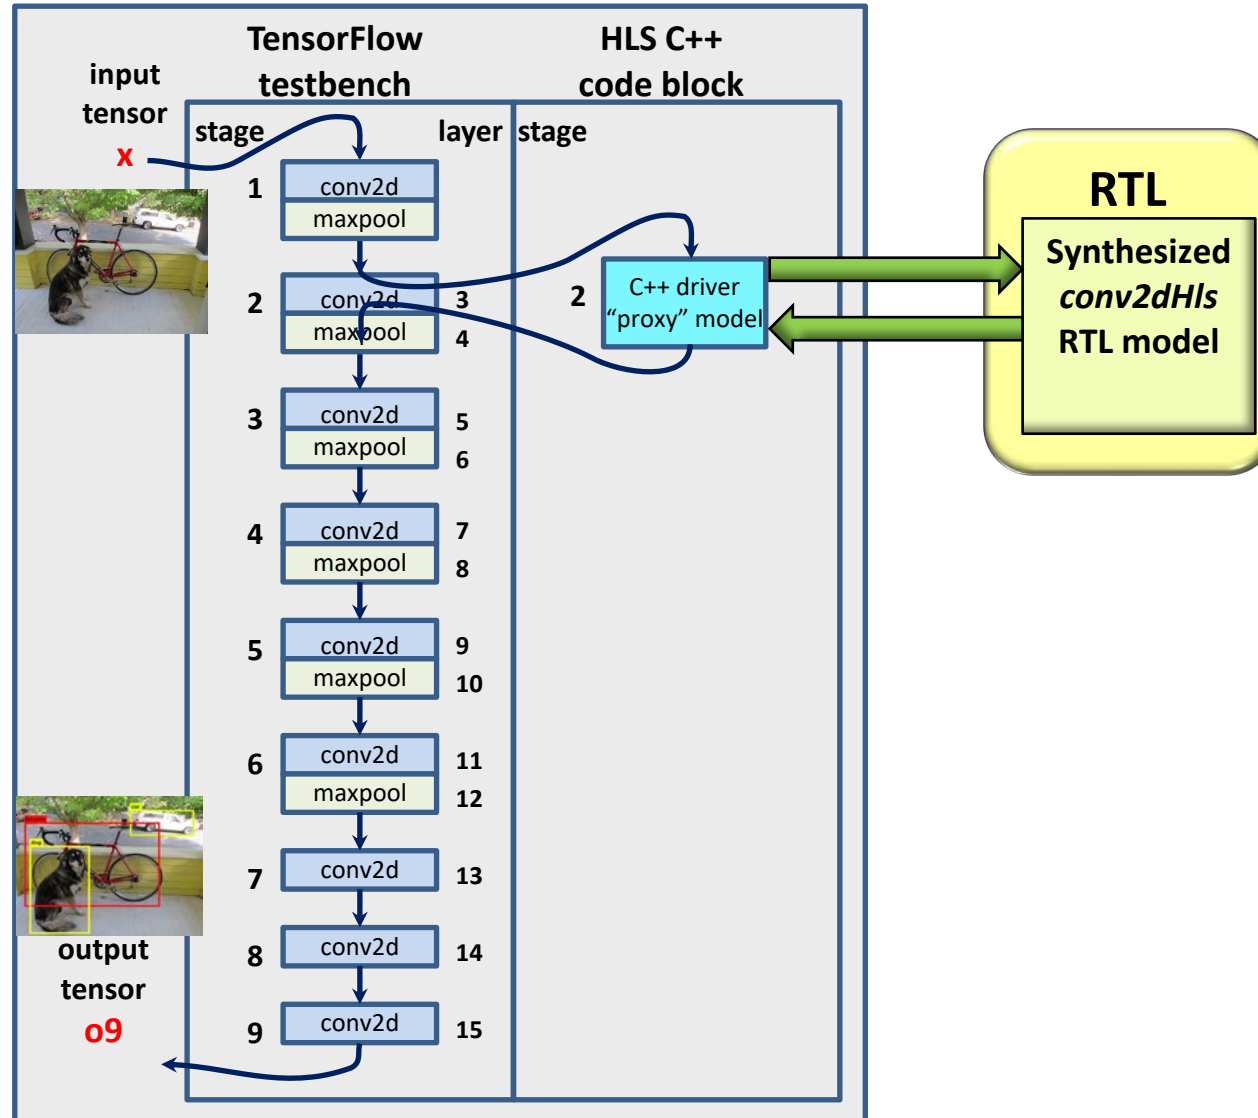 TensorFlow
testbench
HLS C++
code block
input
tensor
x
stage
layer
stage
1
conv2d
maxpool
2
conv2d
3
maxpool
4
2
C++ driver
“proxy” model
RTL
Synthesized
conv2dHls
RTL model
3
conv2d
5
maxpool
6
4
conv2d
7
maxpool
8
5
conv2d
9
maxpool
10
6
conv2d
11
maxpool
12
7
conv2d
13
8
conv2d
14
9
conv2d
15
output
tensor
o9